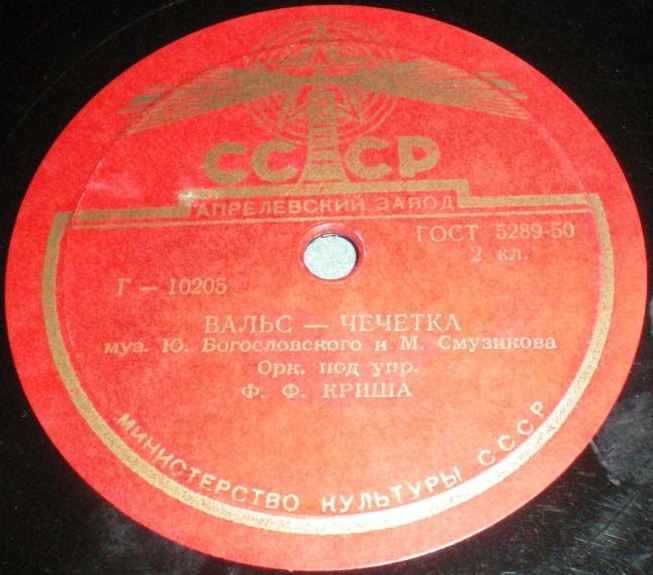 СССР
АПРЕЛЕВСКИЙ ЗАВОД
ГОСТ 5289-50
2 кл.
Г — 10205
ВАЛЬС — ЧЕЧЕТКА
муз. Ю. Богословского и М. Смузикова
Орк. под упр.
Ф. Ф. КРИША
МИНИСТЕРСТВО КУЛЬТУРЫ СССР